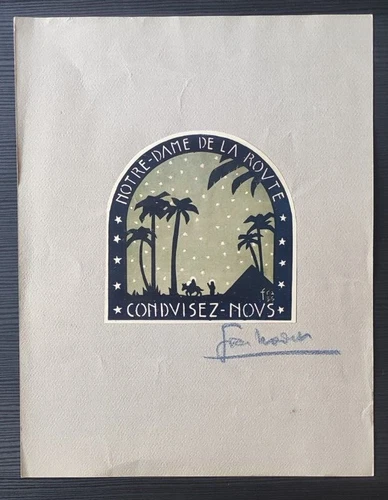 NOTRE-DAME DE LA ROVTE
CONDVISEZ-NOVS